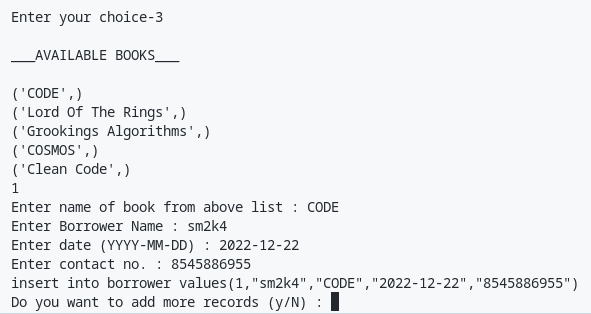 Enter your choice-3
___AVAILABLE BOOKS___
('CODE',)
('Lord Of The Rings',)
('Grookings Algorithms',)
('COSMOS',)
('Clean Code',)
1
Enter name of book from above list : CODE
Enter Borrower Name : sm2k4
Enter date (YYYY-MM-DD) : 2022-12-22
Enter contact no. : 8545886955
insert into borrower values(1,"sm2k4","CODE","2022-12-22","8545886955")
Do you want to add more records (y/N) :